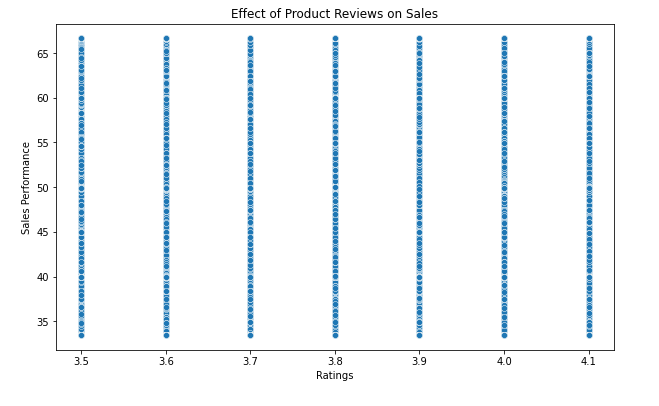 Effect of Product Reviews on Sales
Sales Performance
65
60
55
50
45
40
35
3.5 3.6 3.7 3.8 3.9 4.0 4.1
Ratings